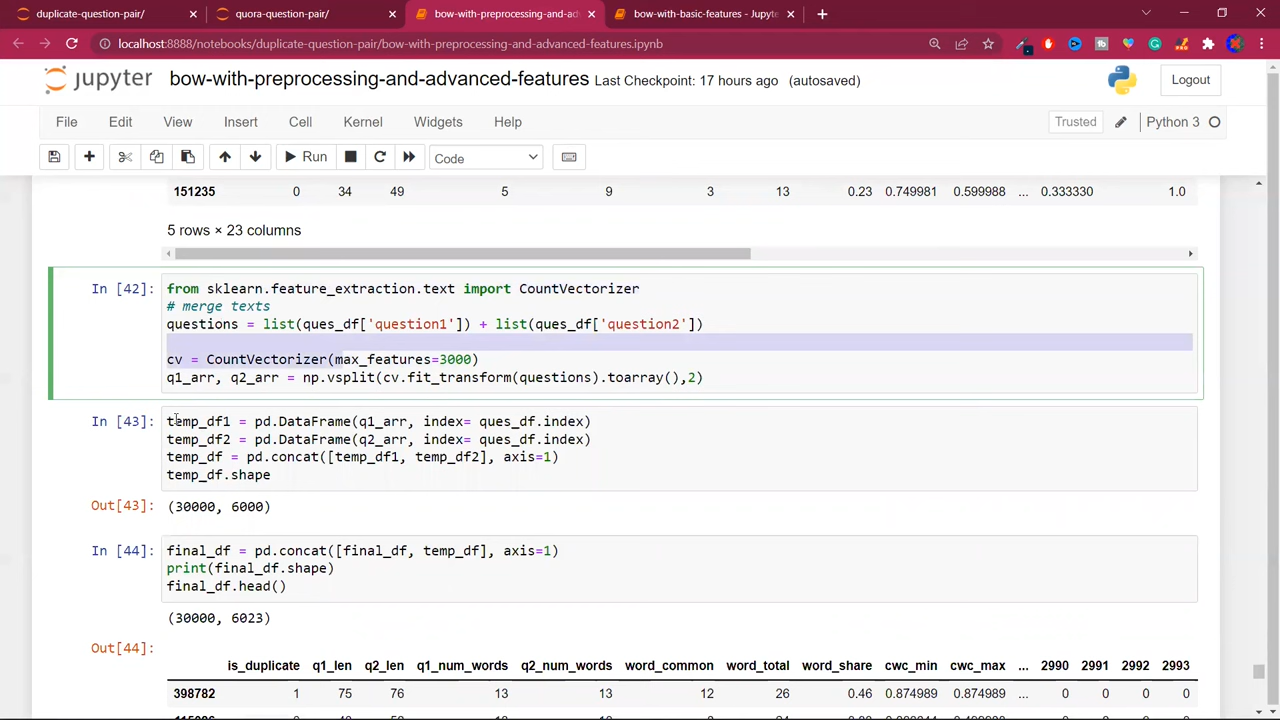 duplicate-question-pair/ quora-question-pair/ bow-with-preprocessing-and-adv bow-with-basic-features - Jupyte
localhost:8888/notebooks/duplicate-question-pair/bow-with-preprocessing-and-advanced-features.ipynb
jupyter bow-with-preprocessing-and-advanced-features Last Checkpoint: 17 hours ago (autosaved) Logout
File Edit View Insert Cell Kernel Widgets Help Trusted Python 3
Run Code
151235 0 34 49 5 9 3 13 0.23 0.749981 0.599988 ... 0.333330 1.0
5 rows × 23 columns
In [42]: from sklearn.feature_extraction.text import CountVectorizer
# merge texts
questions = list(ques_df['question1']) + list(ques_df['question2'])
cv = CountVectorizer(max_features=3000)
q1_arr, q2_arr = np.vsplit(cv.fit_transform(questions).toarray(),2)
In [43]: temp_df1 = pd.DataFrame(q1_arr, index= ques_df.index)
temp_df2 = pd.DataFrame(q2_arr, index= ques_df.index)
temp_df = pd.concat([temp_df1, temp_df2], axis=1)
temp_df.shape
Out[43]: (30000, 6000)
In [44]: final_df = pd.concat([final_df, temp_df], axis=1)
print(final_df.shape)
final_df.head()
(30000, 6023)
Out[44]:
is_duplicate q1_len q2_len q1_num_words q2_num_words word_common word_total word_share cwc_min cwc_max ... 2990 2991 2992 2993
398782 1 75 76 13 13 12 26 0.46 0.874989 0.874989 ... 0 0 0 0